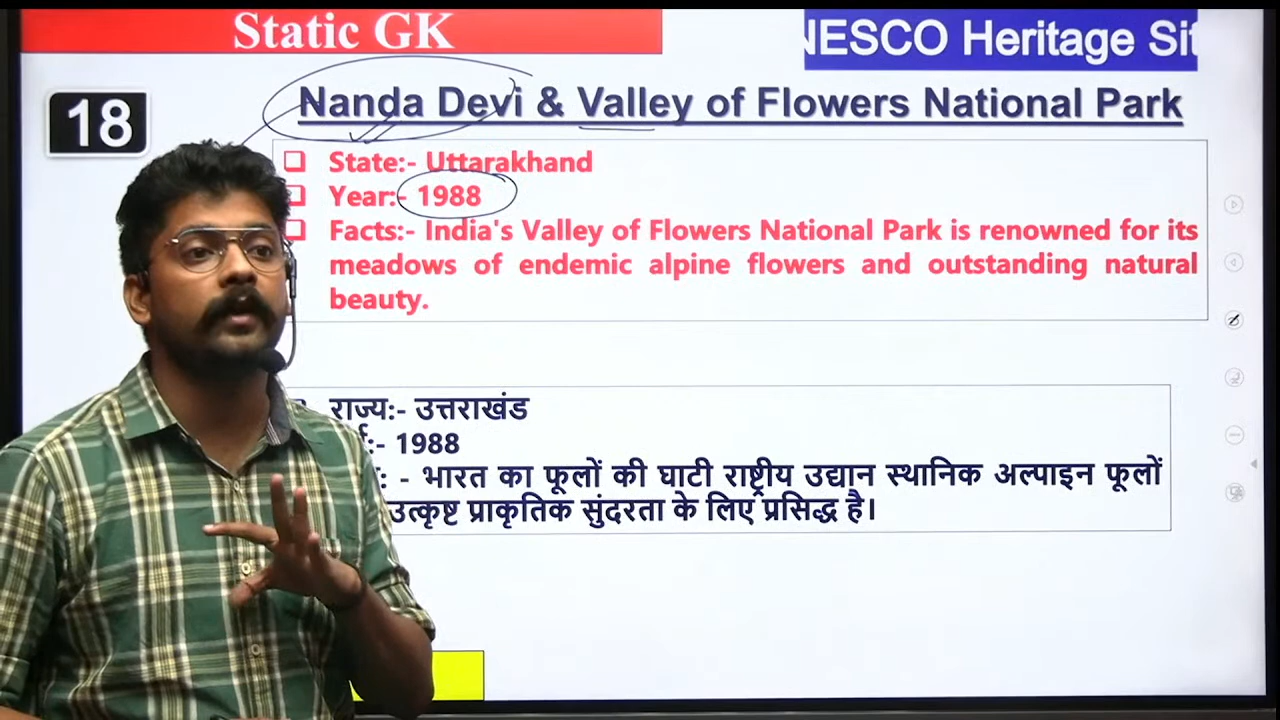 Static GK
NESCO Heritage Sit
18
Nanda Devi & Valley of Flowers National Park
State:- Uttarakhand
Year:- 1988
Facts:- India's Valley of Flowers National Park is renowned for its
meadows of endemic alpine flowers and outstanding natural
beauty.
राज्य:- उत्तराखंड
:- 1988
: - भारत का फूलों की घाटी राष्ट्रीय उद्यान स्थानिक अल्पाइन फूलों
उत्कृष्ट प्राकृतिक सुंदरता के लिए प्रसिद्ध है।